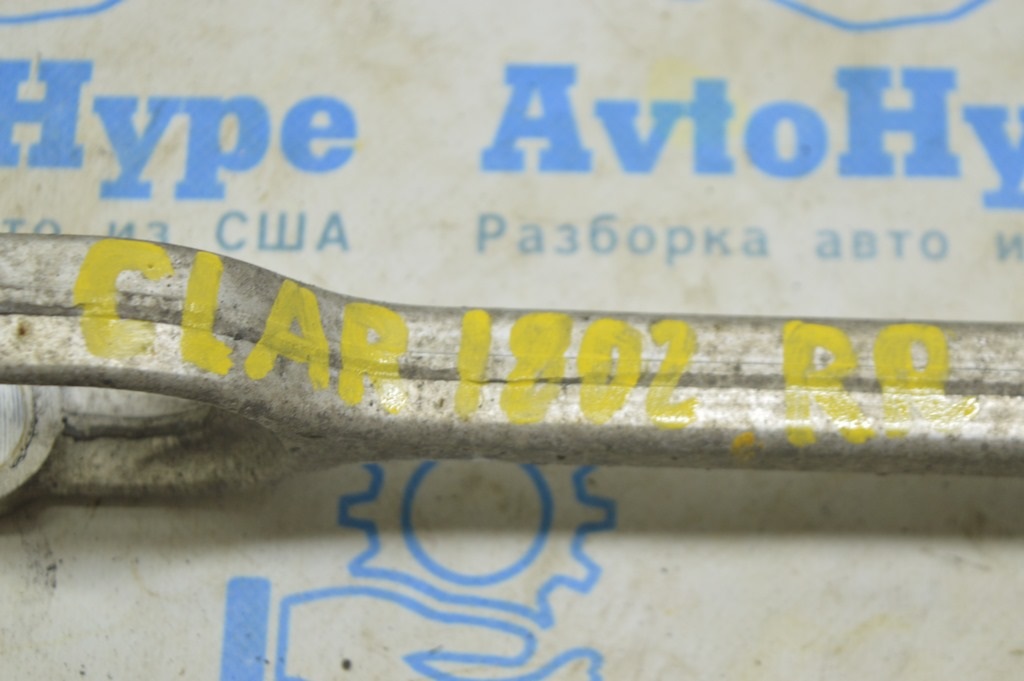 Hype AvtoHy
то из США Разборка авто и
CLAR 1802 RR